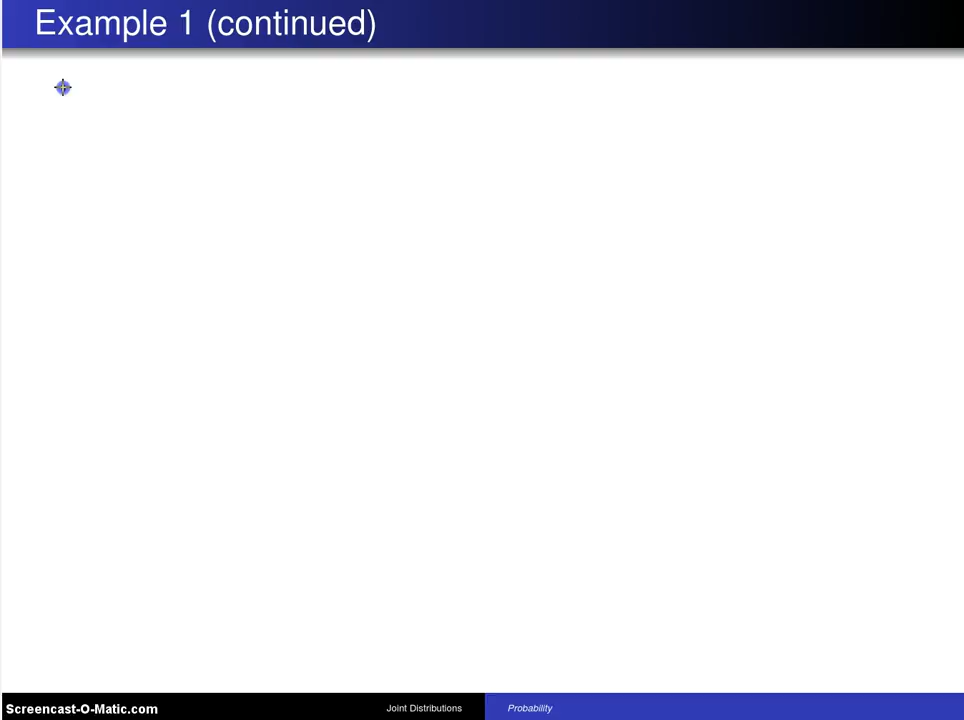 Example 1 (continued)
Screencast-O-Matic.com
Joint Distributions
Probability